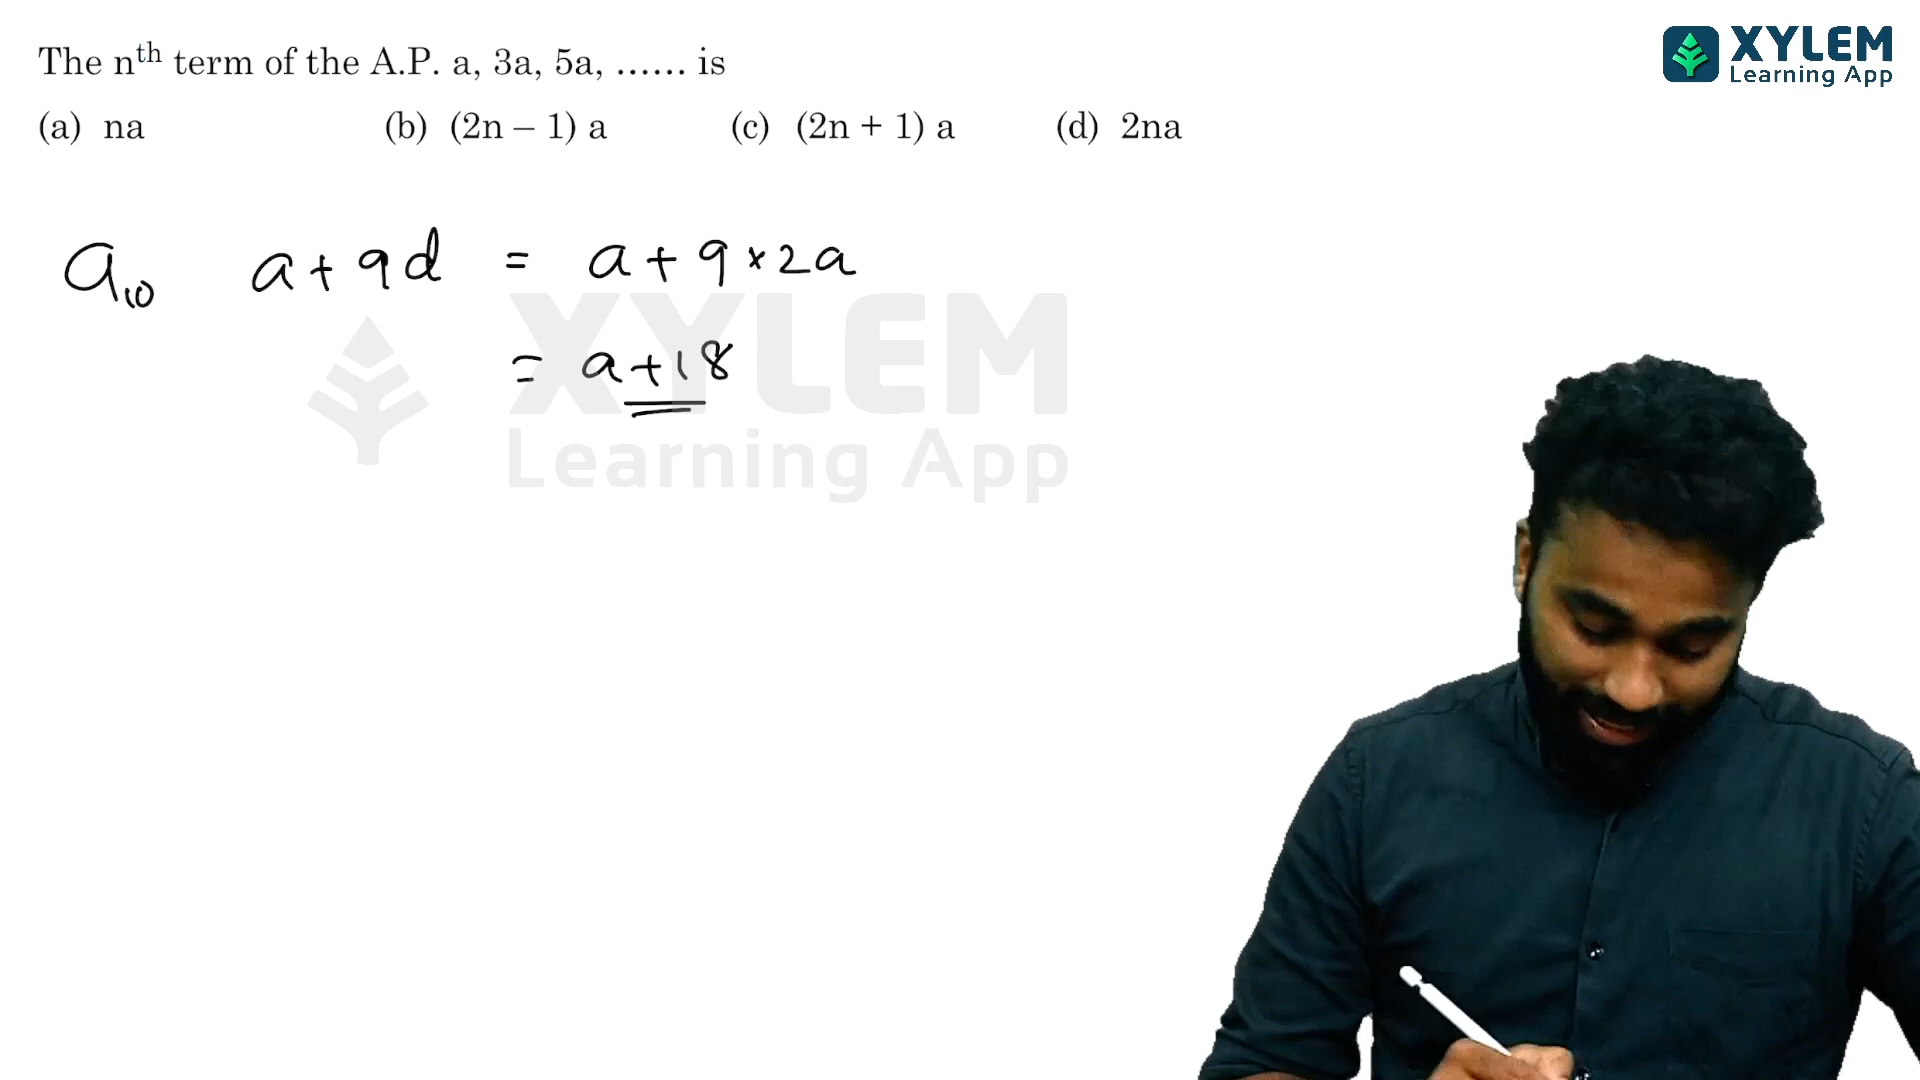 The nth term of the A.P. a, 3a, 5a, ...... is
(a) na (b) (2n – 1) a (c) (2n + 1) a (d) 2na
XYLEM
Learning App
a10 a + 9d = a + 9 × 2a
= a + 18
XYLEM
Learning App